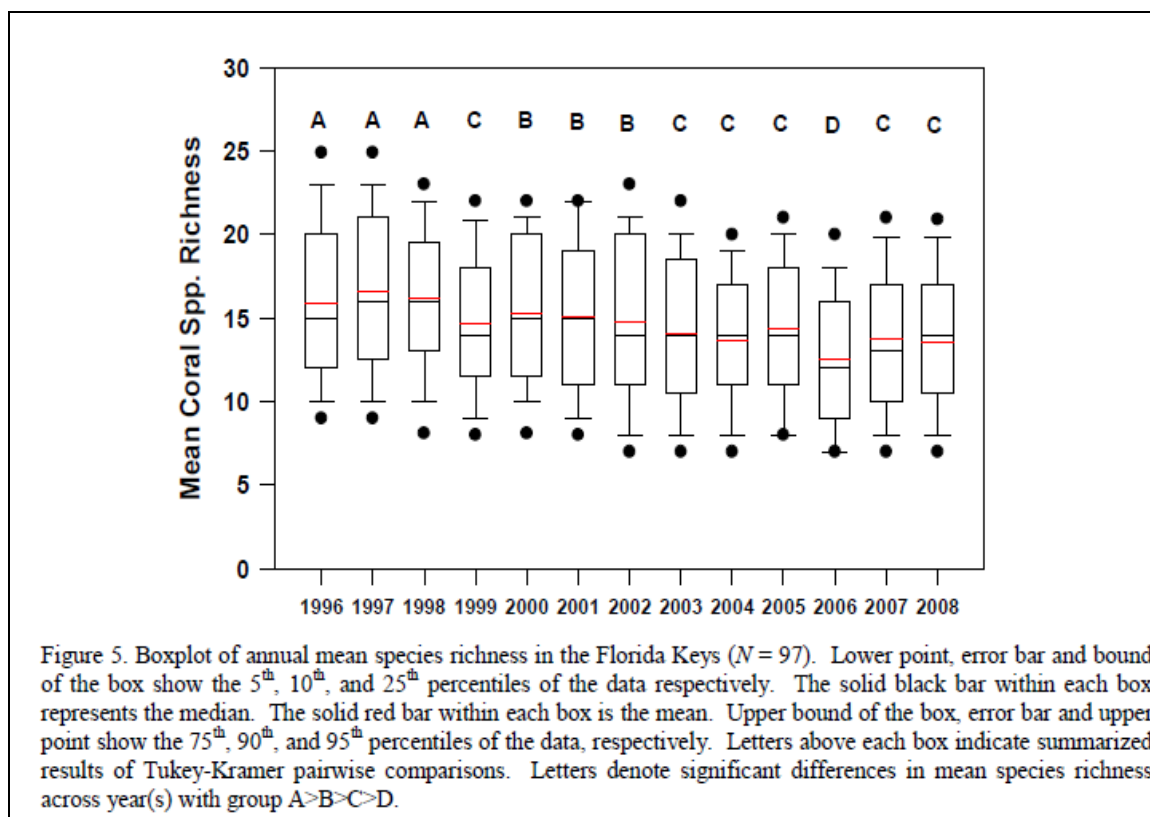 30
25
20
15
10
5
0
Mean Coral Spp. Richness
A A A C B B B C C C D C C
1996 1997 1998 1999 2000 2001 2002 2003 2004 2005 2006 2007 2008
Figure 5. Boxplot of annual mean species richness in the Florida Keys (N = 97). Lower point, error bar and bound
of the box show the 5th, 10th, and 25th percentiles of the data respectively. The solid black bar within each box
represents the median. The solid red bar within each box is the mean. Upper bound of the box, error bar and upper
point show the 75th, 90th, and 95th percentiles of the data, respectively. Letters above each box indicate summarized
results of Tukey-Kramer pairwise comparisons. Letters denote significant differences in mean species richness
across year(s) with group A>B>C>D.